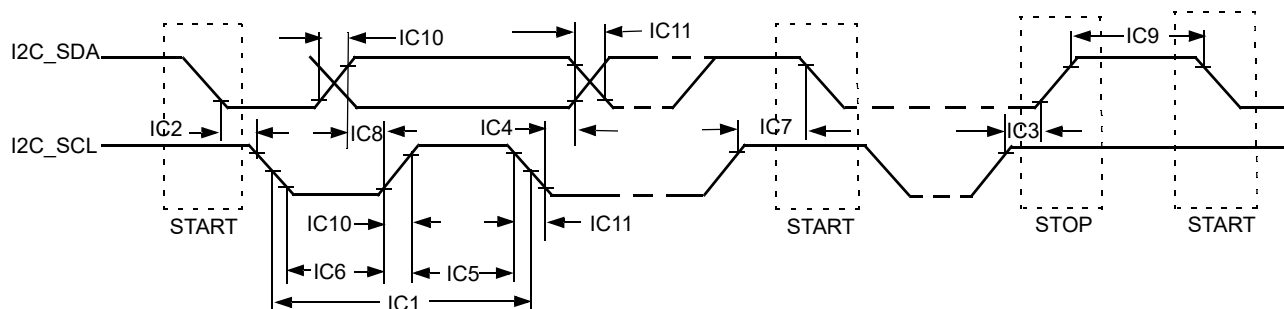 IC10 IC11 IC9
I2C_SDA
IC2 IC8 IC4 IC7 IC3
I2C_SCL
START IC10 IC11 START STOP START
IC6 IC5
IC1